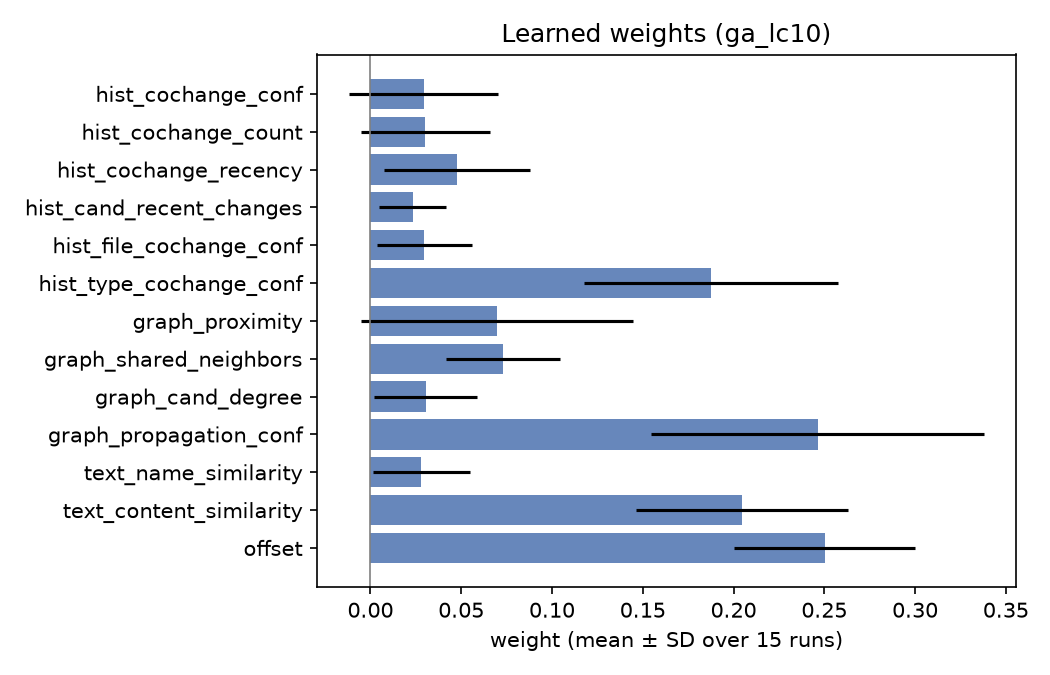 Learned weights (ga_lc10)
hist_cochange_conf
hist_cochange_count
hist_cochange_recency
hist_cand_recent_changes
hist_file_cochange_conf
hist_type_cochange_conf
graph_proximity
graph_shared_neighbors
graph_cand_degree
graph_propagation_conf
text_name_similarity
text_content_similarity
offset
0.00 0.05 0.10 0.15 0.20 0.25 0.30 0.35
weight (mean ± SD over 15 runs)